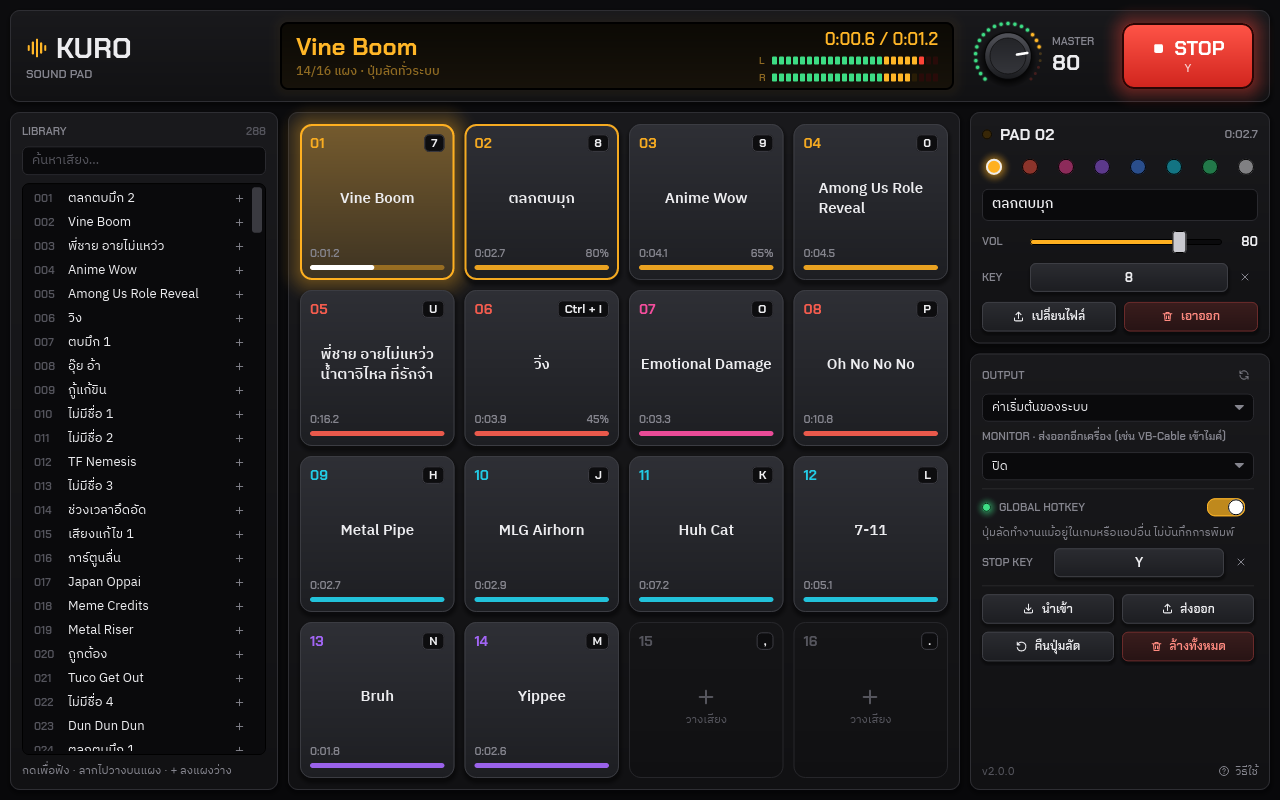 KURO
SOUND PAD
Vine Boom
14/16 แผง · ปุ่มลัดทั่วระบบ
0:00.6 / 0:01.2
L
R
MASTER
80
STOP
Y
LIBRARY
288
ค้นหาเสียง...
001 ตลกตบมึก 2 +
002 Vine Boom +
003 พี่ชาย อายไม่แหว่ว +
004 Anime Wow +
005 Among Us Role Reveal +
006 วิง +
007 ตบมึก 1 +
008 อุ๊ย อ้า +
009 กู้แก้ขิน +
010 ไม่มีชื่อ 1 +
011 ไม่มีชื่อ 2 +
012 TF Nemesis +
013 ไม่มีชื่อ 3 +
014 ช่วงเวลาอึดอัด +
015 เสียงแก้ไข 1 +
016 การ์ตูนลื่น +
017 Japan Oppai +
018 Meme Credits +
019 Metal Riser +
020 ถูกต้อง +
021 Tuco Get Out +
022 ไม่มีชื่อ 4 +
023 Dun Dun Dun +
024 ตลกตบมึก 1 +
กดเพื่อฟัง · ลากไปวางบนแผง · + ลงแผงว่าง
01 7
Vine Boom
0:01.2
02 8
ตลกตบมุก
0:02.7 80%
03 9
Anime Wow
0:04.1 65%
04 0
Among Us Role
Reveal
0:04.5
05 U
พี่ชาย อายไม่แหว่ว
น้ำตาจิไหล ที่รักจ๋า
0:16.2
06 Ctrl + I
วิ่ง
0:03.9 45%
07 O
Emotional Damage
0:03.3
08 P
Oh No No No
0:10.8
09 H
Metal Pipe
0:02.7
10 J
MLG Airhorn
0:02.9
11 K
Huh Cat
0:07.2
12 L
7-11
0:05.1
13 N
Bruh
0:01.8
14 M
Yippee
0:02.6
15 ,
+
วางเสียง
16 .
+
วางเสียง
PAD 02
0:02.7
ตลกตบมุก
VOL 80
KEY 8 ×
เปลี่ยนไฟล์
เอาออก
OUTPUT
ค่าเริ่มต้นของระบบ
MONITOR · ส่งออกอีกเครื่อง (เช่น VB-Cable เข้าไมค์)
ปิด
GLOBAL HOTKEY
ปุ่มลัดทำงานแม้อยู่ในเกมหรือแอปอื่น ไม่บันทึกการพิมพ์
STOP KEY Y ×
นำเข้า
ส่งออก
คืนปุ่มลัด
ล้างทั้งหมด
v2.0.0
วิธีใช้